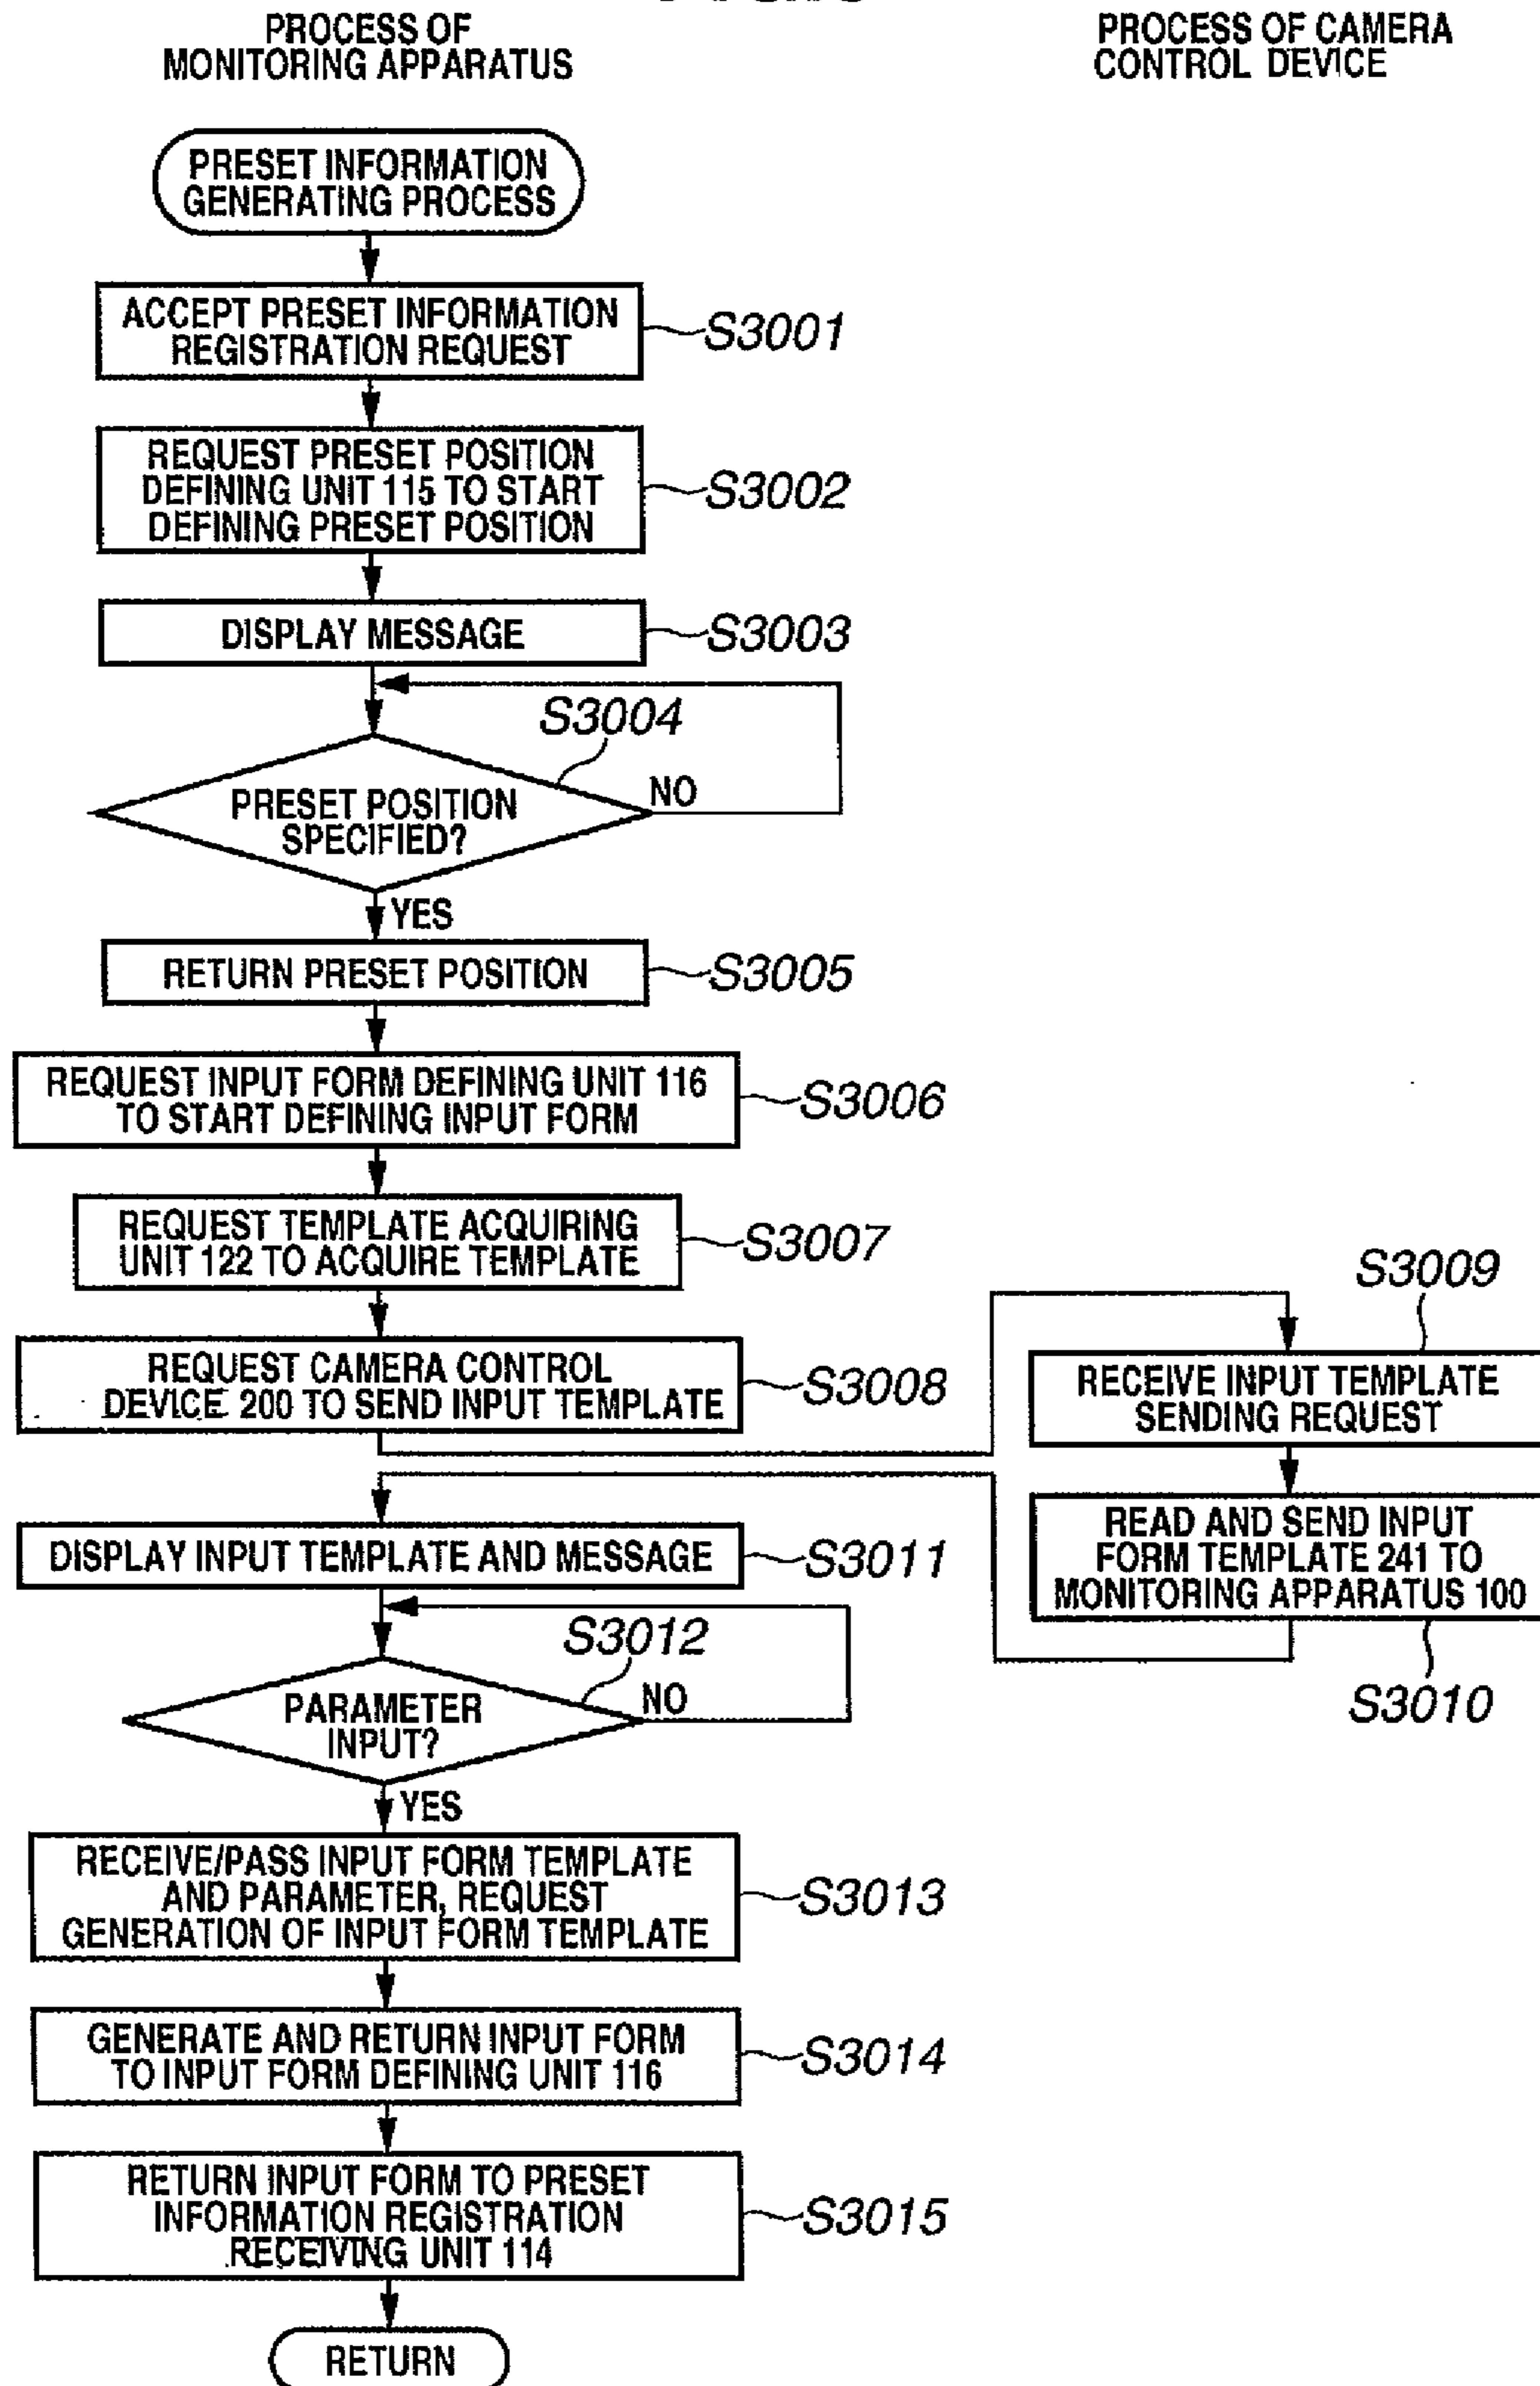 PROCESS OF
MONITORING APPARATUS
PROCESS OF CAMERA
CONTROL DEVICE
PRESET INFORMATION
GENERATING PROCESS
ACCEPT PRESET INFORMATION
REGISTRATION REQUEST
S3001
REQUEST PRESET POSITION
DEFINING UNIT 115 TO START
DEFINING PRESET POSITION
S3002
DISPLAY MESSAGE
S3003
S3004
PRESET POSITION
SPECIFIED?
NO
YES
RETURN PRESET POSITION
S3005
REQUEST INPUT FORM DEFINING UNIT 116
TO START DEFINING INPUT FORM
S3006
REQUEST TEMPLATE ACQUIRING
UNIT 122 TO ACQUIRE TEMPLATE
S3007
REQUEST CAMERA CONTROL
DEVICE 200 TO SEND INPUT TEMPLATE
S3008
S3009
RECEIVE INPUT TEMPLATE
SENDING REQUEST
READ AND SEND INPUT
FORM TEMPLATE 241 TO
MONITORING APPARATUS 100
S3010
DISPLAY INPUT TEMPLATE AND MESSAGE
S3011
S3012
PARAMETER
INPUT?
NO
YES
RECEIVE/PASS INPUT FORM TEMPLATE
AND PARAMETER, REQUEST
GENERATION OF INPUT FORM TEMPLATE
S3013
GENERATE AND RETURN INPUT FORM
TO INPUT FORM DEFINING UNIT 116
S3014
RETURN INPUT FORM TO PRESET
INFORMATION REGISTRATION
RECEIVING UNIT 114
S3015
RETURN